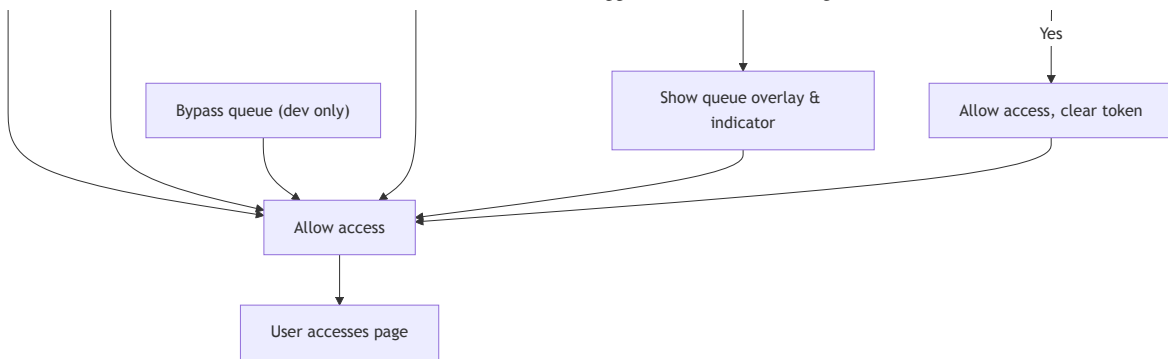 Yes
Bypass queue (dev only)
Show queue overlay &
indicator
Allow access, clear token
Allow access
User accesses page